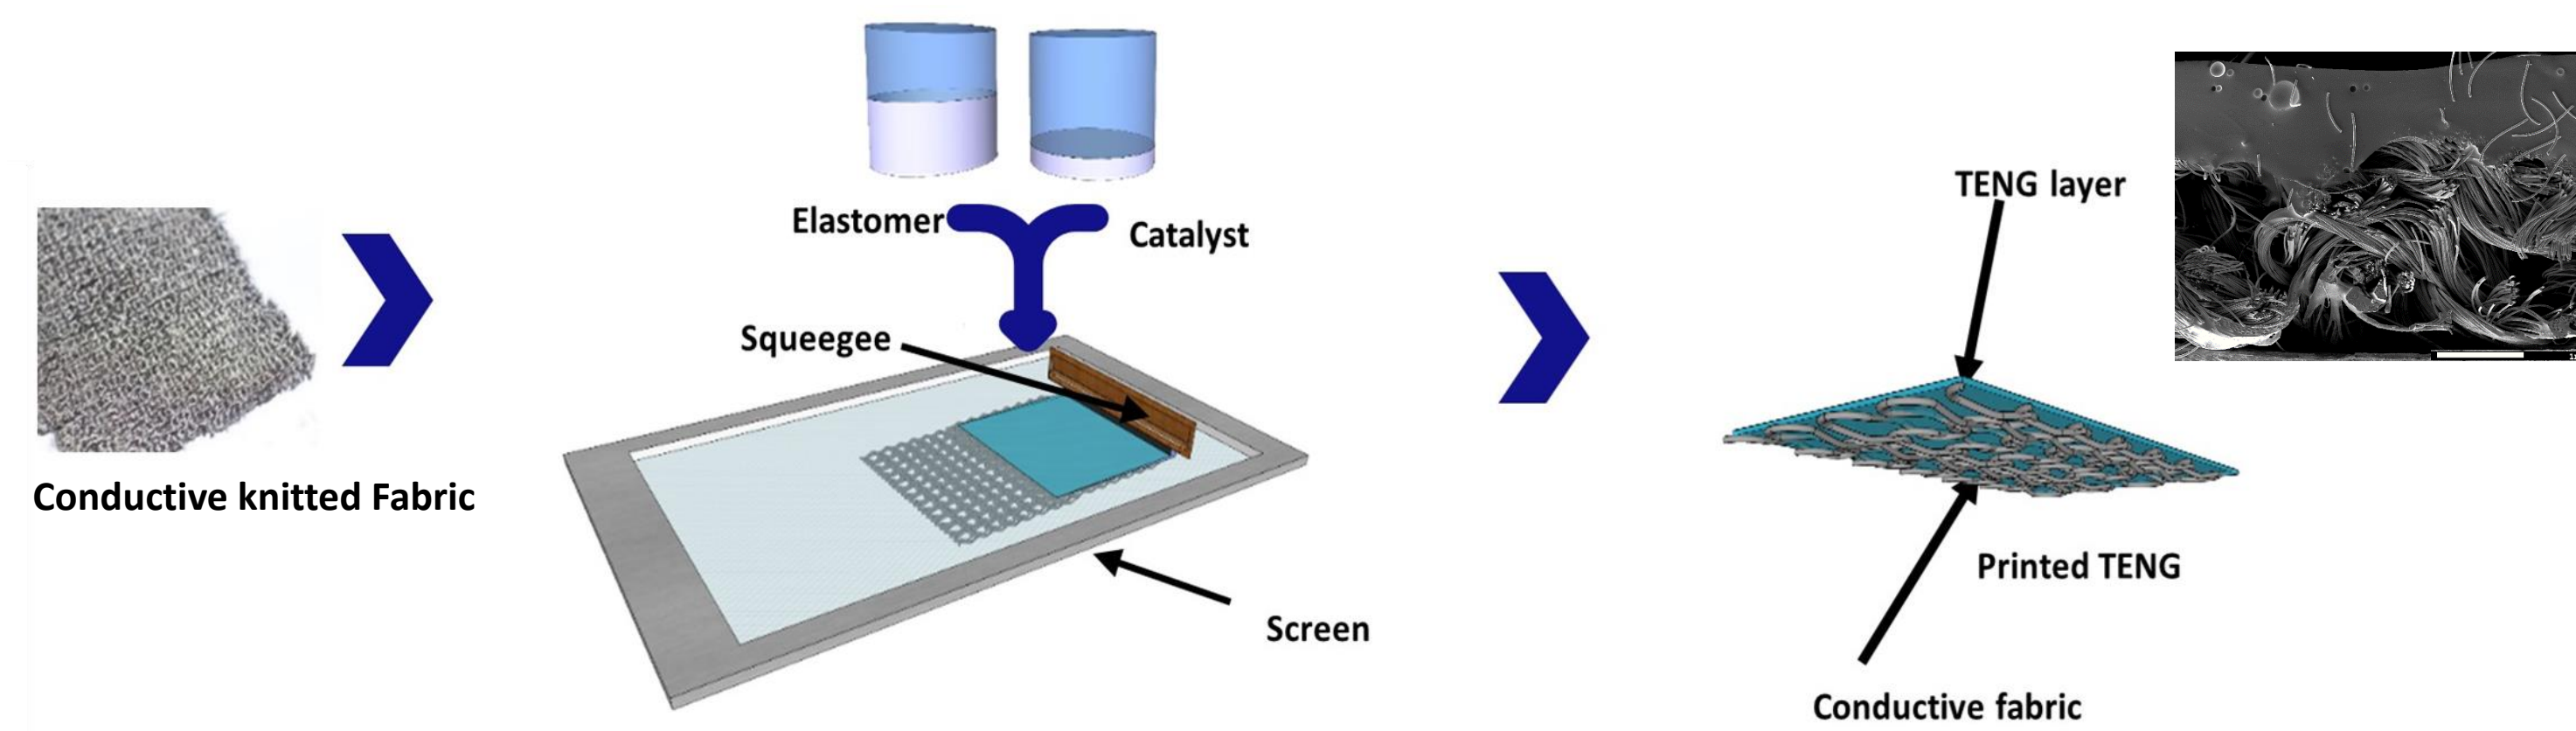 Conductive knitted Fabric
Elastomer
Catalyst
Squeegee
Screen
TENG layer
Printed TENG
Conductive fabric